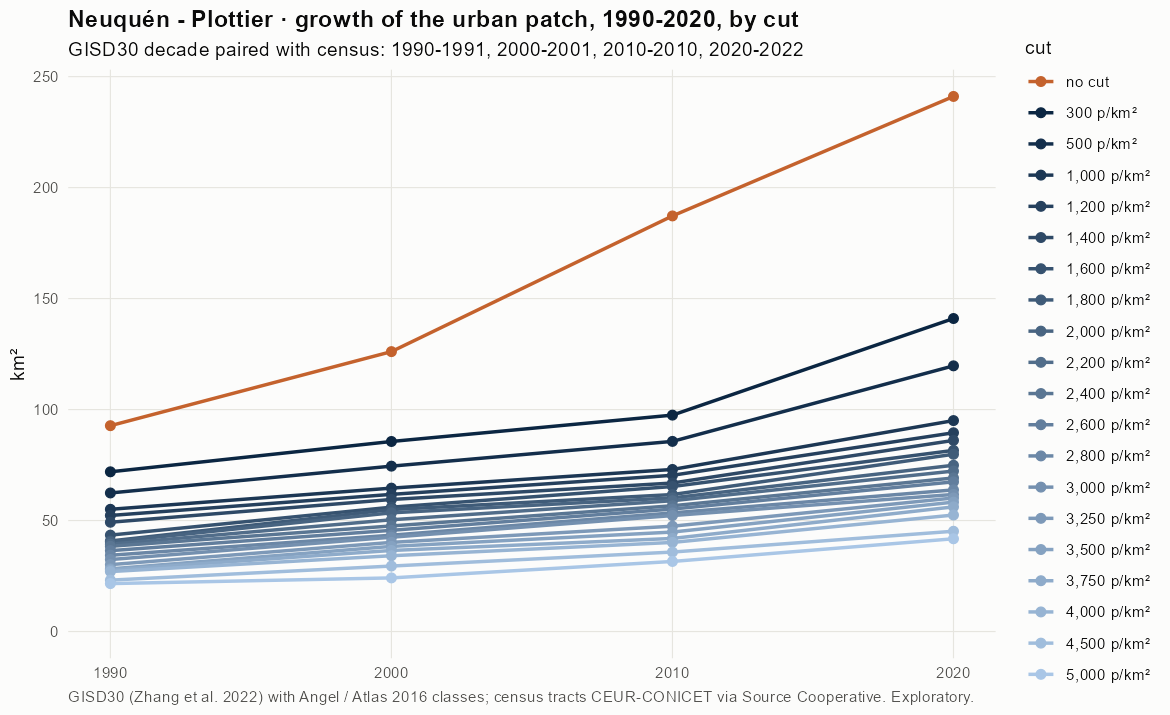 Neuquén - Plottier · growth of the urban patch, 1990-2020, by cut
GISD30 decade paired with census: 1990-1991, 2000-2001, 2010-2010, 2020-2022
cut
no cut
300 p/km²
500 p/km²
1,000 p/km²
1,200 p/km²
1,400 p/km²
1,600 p/km²
1,800 p/km²
2,000 p/km²
2,200 p/km²
2,400 p/km²
2,600 p/km²
2,800 p/km²
3,000 p/km²
3,250 p/km²
3,500 p/km²
3,750 p/km²
4,000 p/km²
4,500 p/km²
5,000 p/km²
km²
250
200
150
100
50
0
1990
2000
2010
2020
GISD30 (Zhang et al. 2022) with Angel / Atlas 2016 classes; census tracts CEUR-CONICET via Source Cooperative. Exploratory.